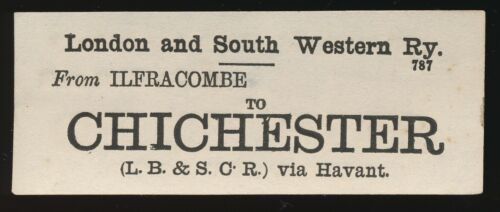 London and South Western Ry.
787
From ILFRACOMBE
TO
CHICHESTER
(L. B. & S. C. R.) via Havant.